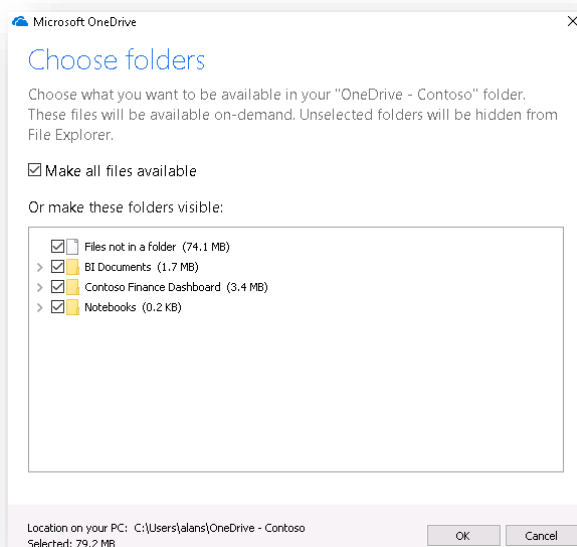 Microsoft OneDrive
Choose folders
Choose what you want to be available in your "OneDrive - Contoso" folder.
These files will be available on-demand. Unselected folders will be hidden from
File Explorer.
Make all files available
Or make these folders visible:
Files not in a folder (74.1 MB)
BI Documents (1.7 MB)
Contoso Finance Dashboard (3.4 MB)
Notebooks (0.2 KB)
Location on your PC: C:\Users\alans\OneDrive - Contoso
Selected: 79.2 MB
OK Cancel